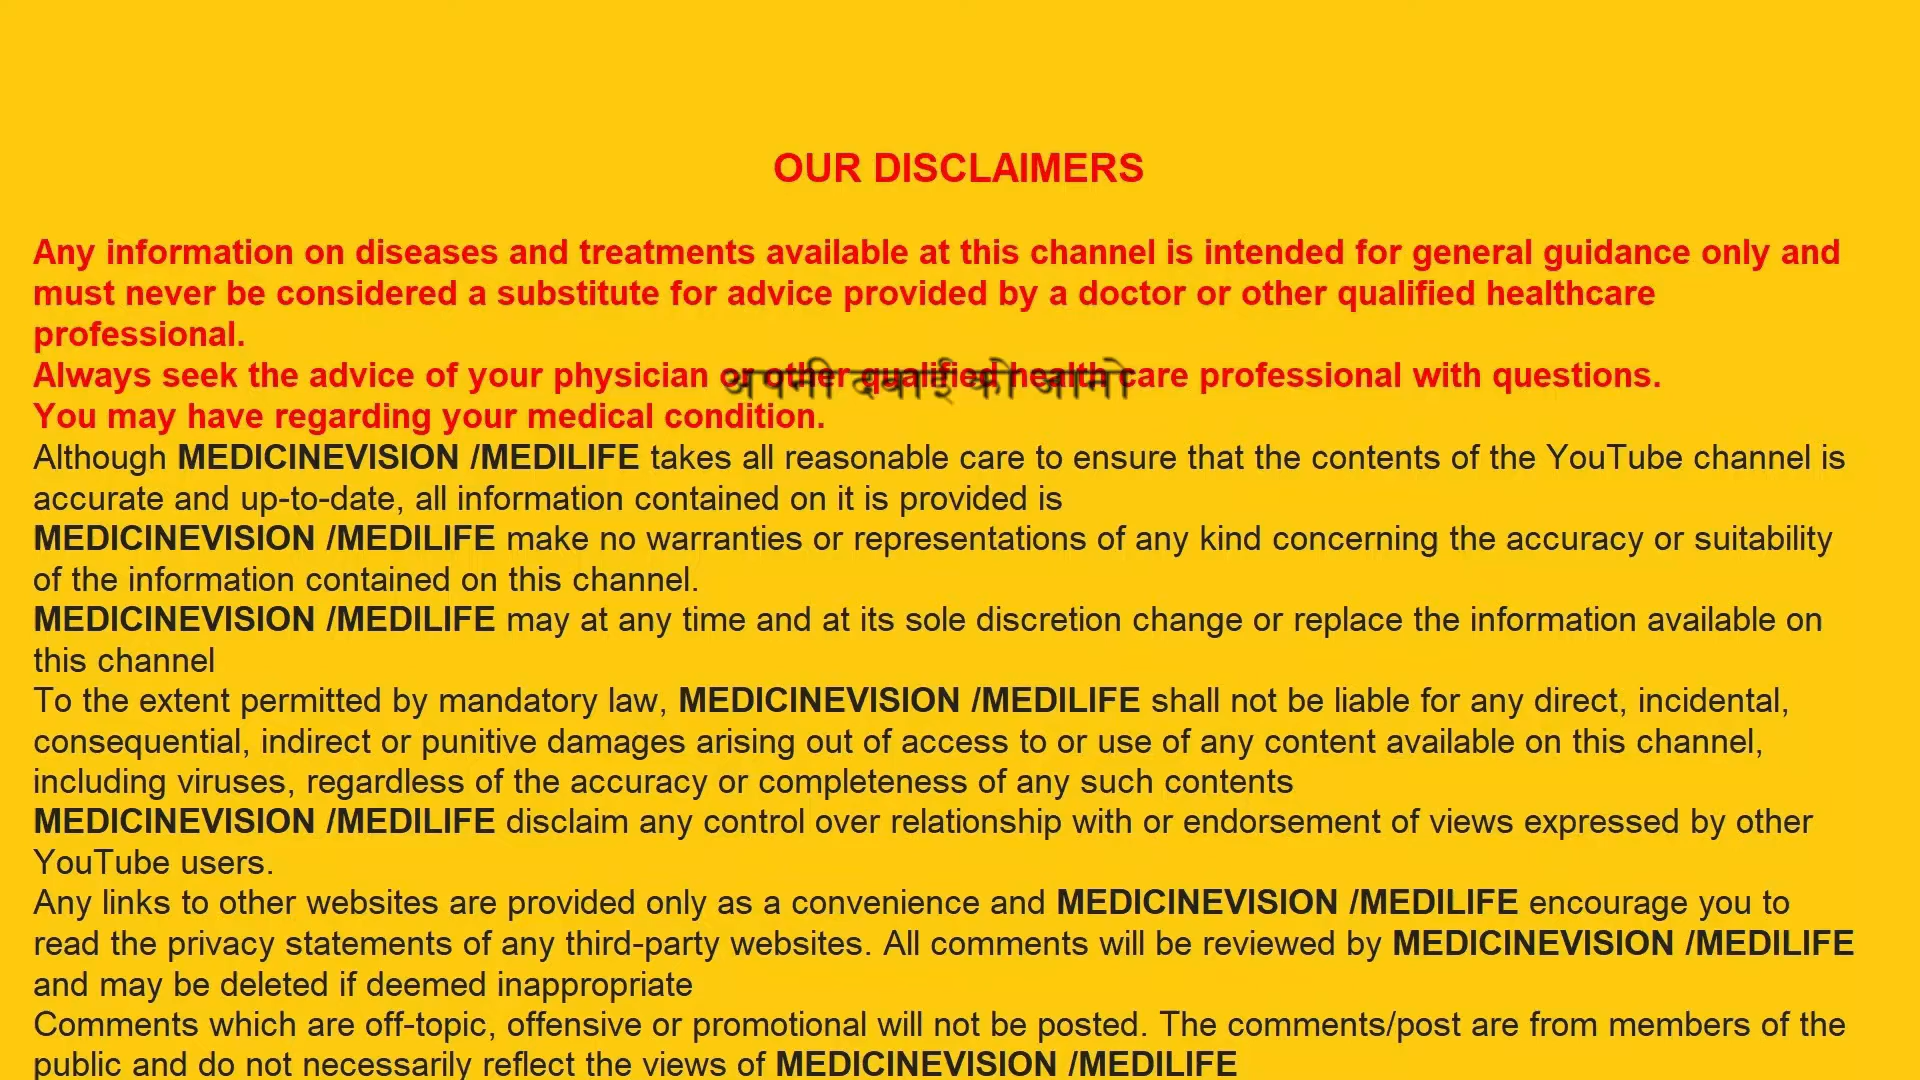 OUR DISCLAIMERS
Any information on diseases and treatments available at this channel is intended for general guidance only and
must never be considered a substitute for advice provided by a doctor or other qualified healthcare
professional.
Always seek the advice of your physician or other qualified health care professional with questions.
अपनी दवाई को जानो
You may have regarding your medical condition.
Although MEDICINEVISION /MEDILIFE takes all reasonable care to ensure that the contents of the YouTube channel is
accurate and up-to-date, all information contained on it is provided is
MEDICINEVISION /MEDILIFE make no warranties or representations of any kind concerning the accuracy or suitability
of the information contained on this channel.
MEDICINEVISION /MEDILIFE may at any time and at its sole discretion change or replace the information available on
this channel
To the extent permitted by mandatory law, MEDICINEVISION /MEDILIFE shall not be liable for any direct, incidental,
consequential, indirect or punitive damages arising out of access to or use of any content available on this channel,
including viruses, regardless of the accuracy or completeness of any such contents
MEDICINEVISION /MEDILIFE disclaim any control over relationship with or endorsement of views expressed by other
YouTube users.
Any links to other websites are provided only as a convenience and MEDICINEVISION /MEDILIFE encourage you to
read the privacy statements of any third-party websites. All comments will be reviewed by MEDICINEVISION /MEDILIFE
and may be deleted if deemed inappropriate
Comments which are off-topic, offensive or promotional will not be posted. The comments/post are from members of the
public and do not necessarily reflect the views of MEDICINEVISION /MEDILIFE